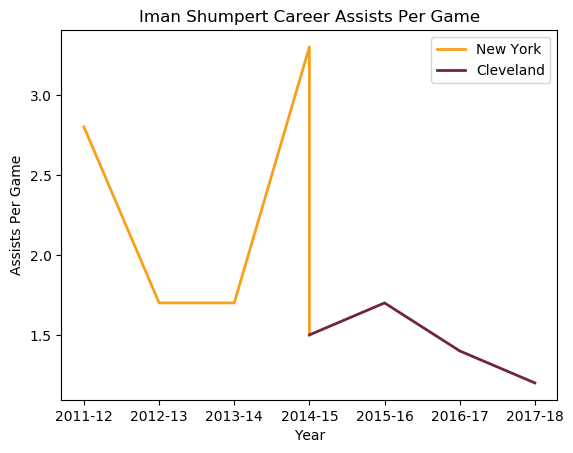 Iman Shumpert Career Assists Per Game
New York
Cleveland
3.0
2.5
2.0
1.5
Assists Per Game
2011-12 2012-13 2013-14 2014-15 2015-16 2016-17 2017-18
Year